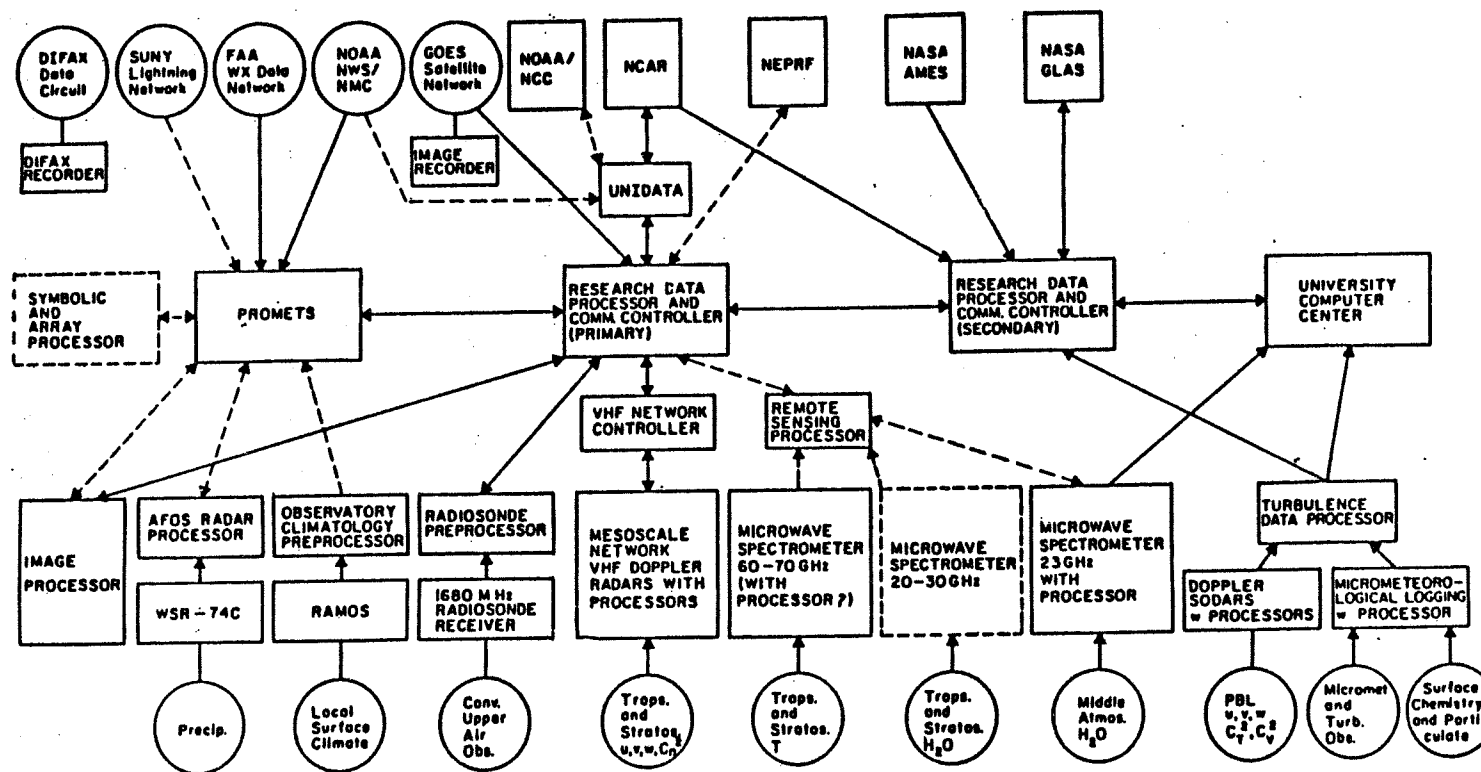 DIFAX
Data
Circuit
SUNY
Lightning
Network
FAA
WX Data
Network
NOAA
NWS/
NMC
GOES
Satellite
Network
NOAA/
NCC
NCAR
NEPRF
NASA
AMES
NASA
GLAS
DIFAX
RECORDER
IMAGE
RECORDER
UNIDATA
SYMBOLIC
AND
ARRAY
PROCESSOR
PROMETS
RESEARCH DATA
PROCESSOR AND
COMM. CONTROLLER
(PRIMARY)
RESEARCH DATA
PROCESSOR AND
COMM. CONTROLLER
(SECONDARY)
UNIVERSITY
COMPUTER
CENTER
VHF NETWORK
CONTROLLER
REMOTE
SENSING
PROCESSOR
IMAGE
PROCESSOR
AFOS RADAR
PROCESSOR
OBSERVATORY
CLIMATOLOGY
PREPROCESSOR
RADIOSONDE
PREPROCESSOR
MESOSCALE
NETWORK
VHF DOPPLER
RADARS WITH
PROCESSORS
MICROWAVE
SPECTROMETER
60-70 GHz
(WITH
PROCESSOR?)
MICROWAVE
SPECTROMETER
20-30GHz
MICROWAVE
SPECTROMETER
23GHz
WITH
PROCESSOR
TURBULENCE
DATA PROCESSOR
WSR-74C
RAMOS
1680 MHz
RADIOSONDE
RECEIVER
DOPPLER
SODARS
w PROCESSORS
MICROMETEORO-
LOGICAL LOGGING
w PROCESSOR
Precip.
Local
Surface
Climate
Conv.
Upper
Air
Obs.
Trops.
and
Stratos.
u,v,w,Cn²
Trops.
and
Stratos.
T
Trops.
and
Stratos.
H₂O
Middle
Atmos.
H₂O
PBL
u,v,w
C_T²,C_V²
Micromet
and
Turb.
Obs.
Surface
Chemistry
and Parti
culate